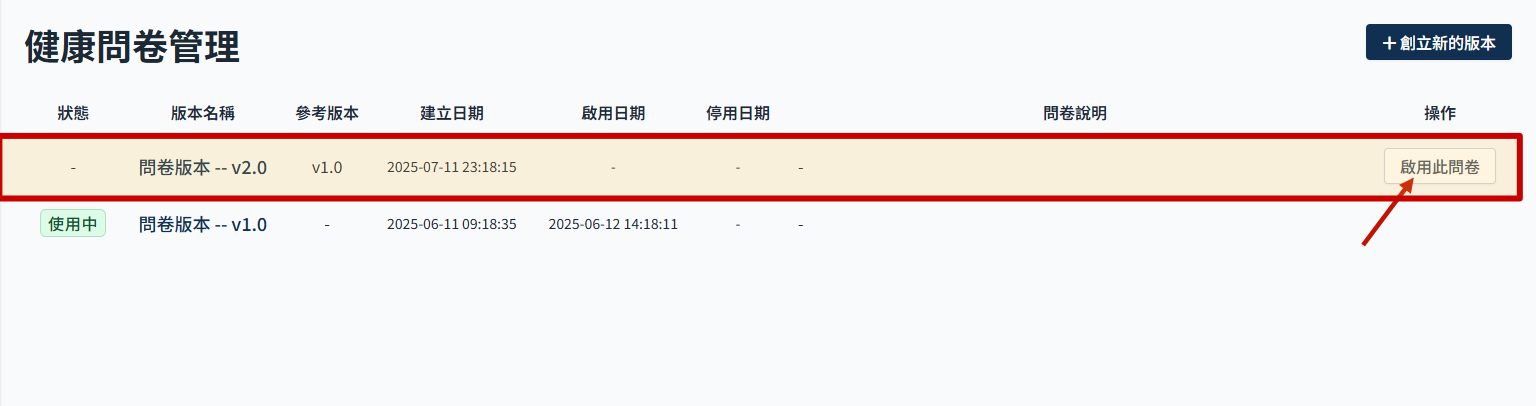 健康問卷管理
+ 創立新的版本
狀態 版本名稱 參考版本 建立日期 啟用日期 停用日期 問卷說明 操作
- 問卷版本 -- v2.0 v1.0 2025-07-11 23:18:15 - - - 啟用此問卷
使用中 問卷版本 -- v1.0 - 2025-06-11 09:18:35 2025-06-12 14:18:11 - -